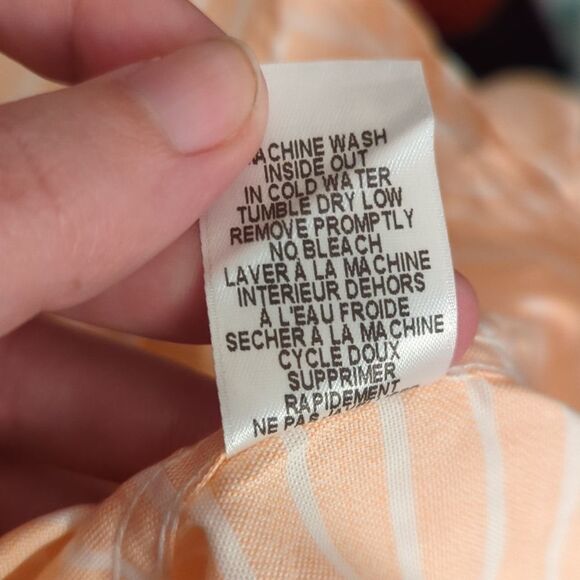 MACHINE WASH
INSIDE OUT
IN COLD WATER
TUMBLE DRY LOW
REMOVE PROMPTLY
NO BLEACH
LAVER À LA MACHINE
INTERIEUR DEHORS
À L'EAU FROIDE
SECHER À LA MACHINE
CYCLE DOUX
SUPPRIMER
RAPIDEMENT
NE PAS